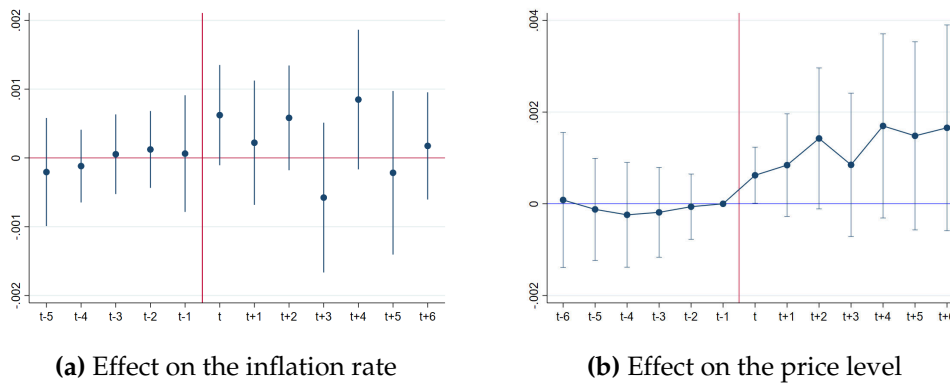 .002
.001
0
-.001
-.002
t-5 t-4 t-3 t-2 t-1 t t+1 t+2 t+3 t+4 t+5 t+6
(a) Effect on the inflation rate
.004
.002
0
-.002
t-6 t-5 t-4 t-3 t-2 t-1 t t+1 t+2 t+3 t+4 t+5 t+6
(b) Effect on the price level